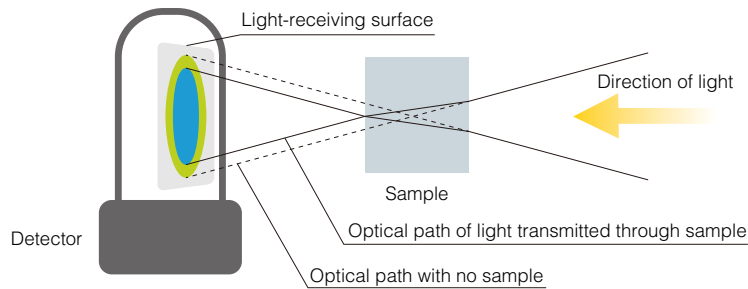 Light-receiving surface
Direction of light
Sample
Detector
Optical path of light transmitted through sample
Optical path with no sample